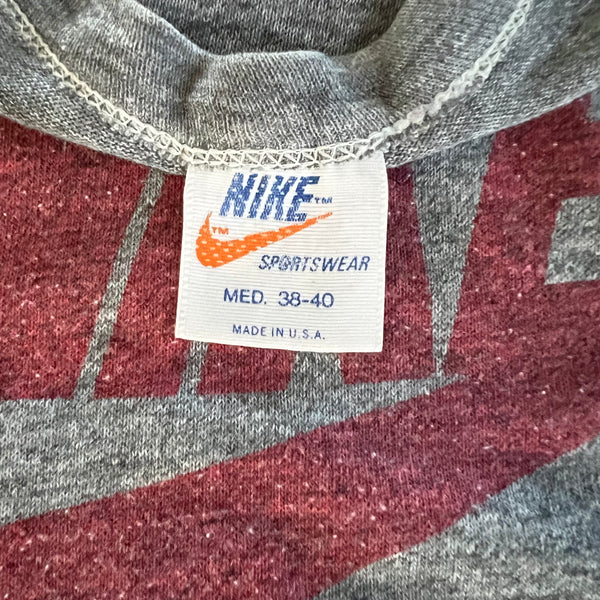 NIKE™
™
SPORTSWEAR
MED. 38-40
MADE IN U.S.A.